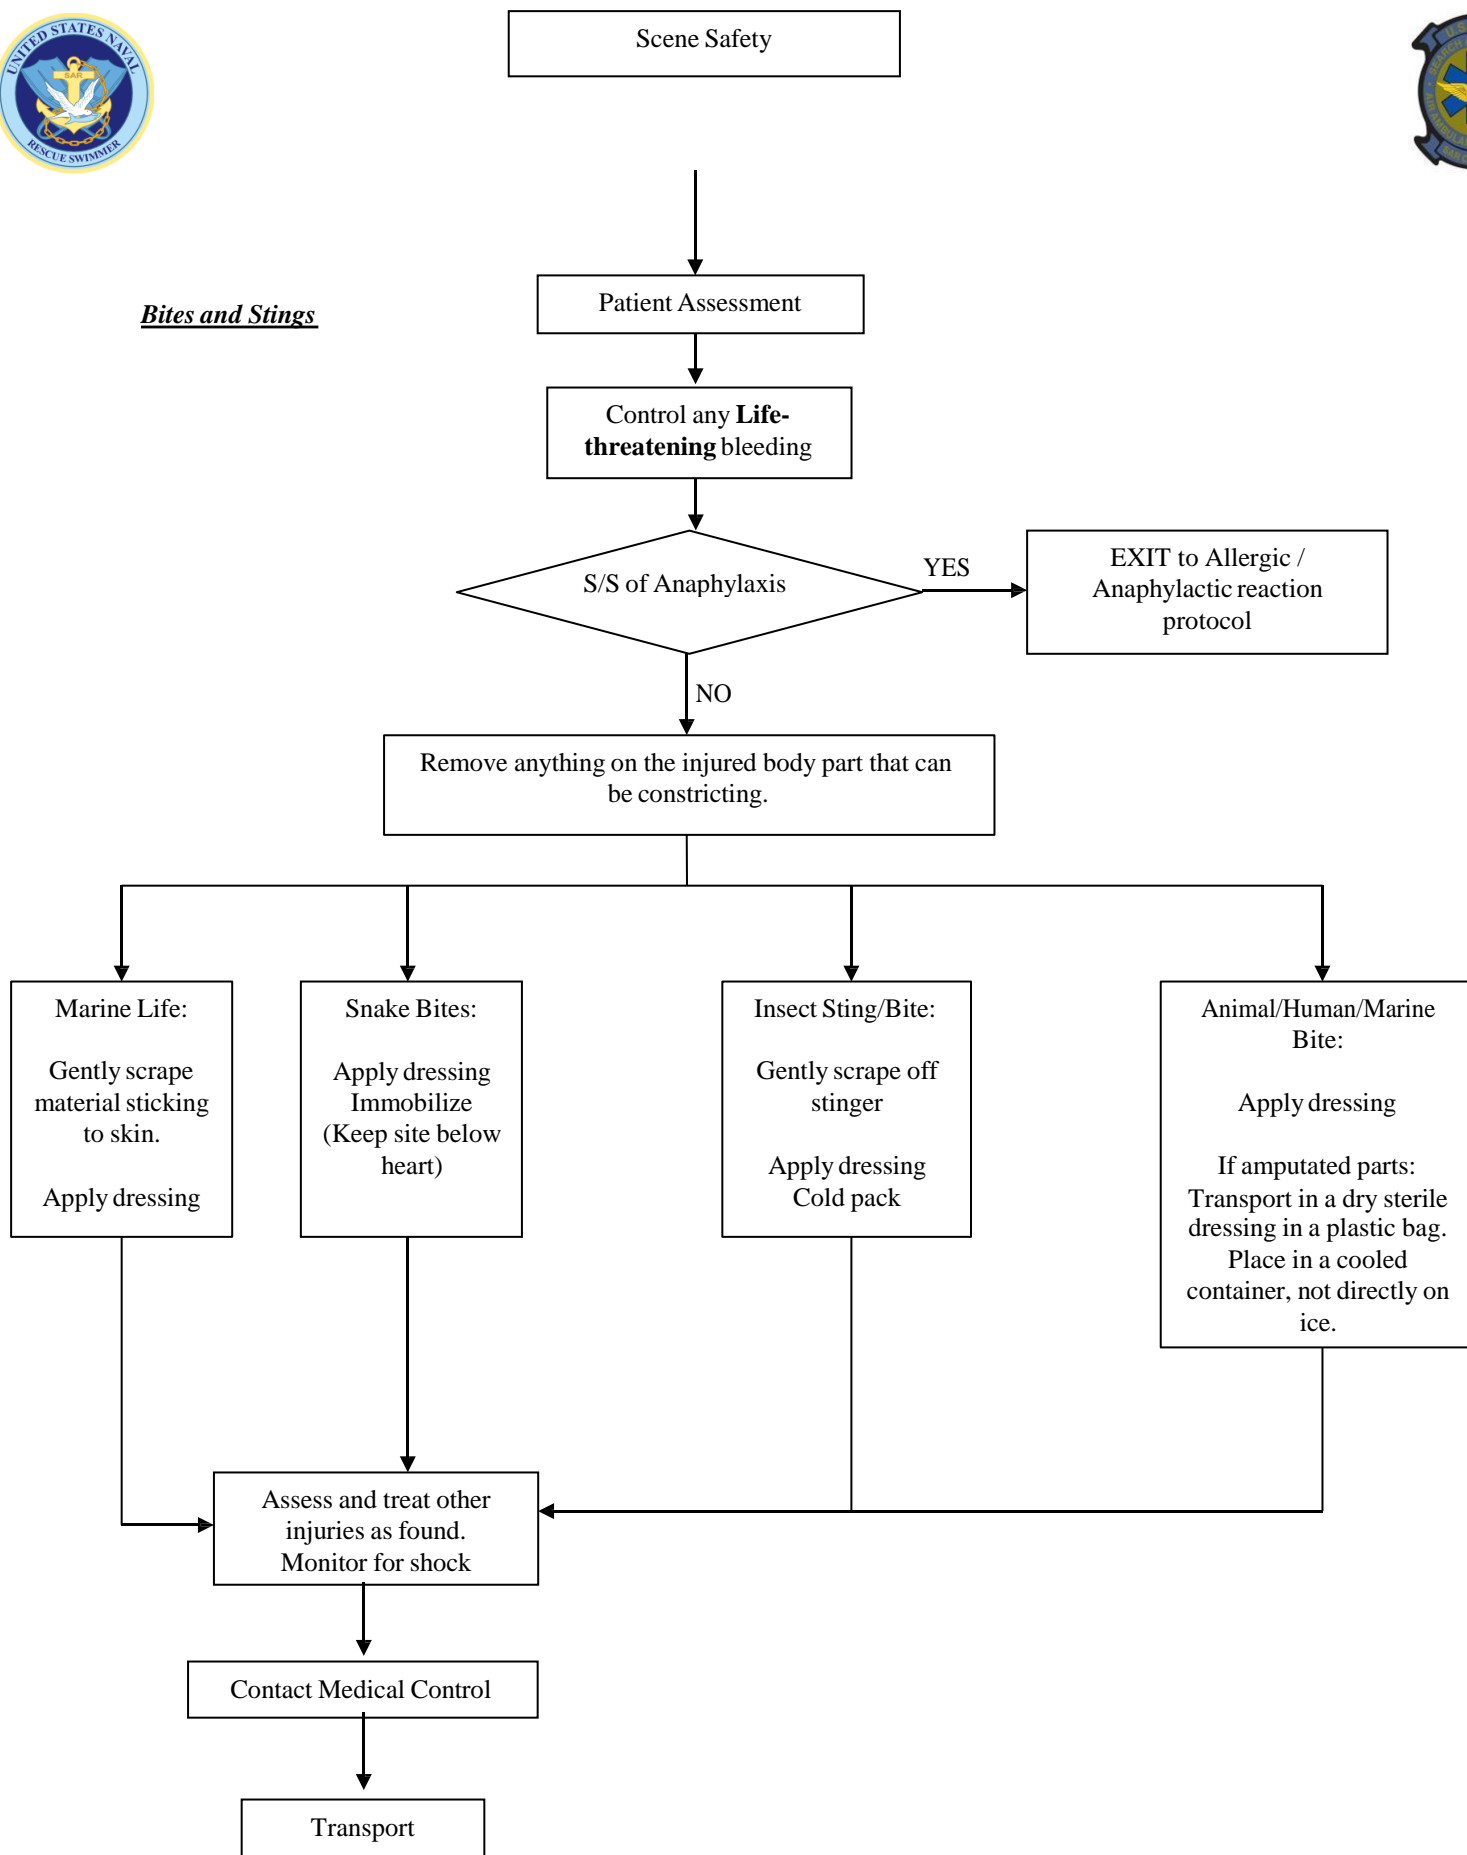 UNITED STATES NAVAL
SAR
RESCUE SWIMMER
Scene Safety
U.S.
SEARCH
AIR AMBULANCE
SAR
Bites and Stings
Patient Assessment
Control any Life-
threatening bleeding
S/S of Anaphylaxis
YES
EXIT to Allergic /
Anaphylactic reaction
protocol
NO
Remove anything on the injured body part that can
be constricting.
Marine Life:
Gently scrape
material sticking
to skin.
Apply dressing
Snake Bites:
Apply dressing
Immobilize
(Keep site below
heart)
Insect Sting/Bite:
Gently scrape off
stinger
Apply dressing
Cold pack
Animal/Human/Marine
Bite:
Apply dressing
If amputated parts:
Transport in a dry sterile
dressing in a plastic bag.
Place in a cooled
container, not directly on
ice.
Assess and treat other
injuries as found.
Monitor for shock
Contact Medical Control
Transport